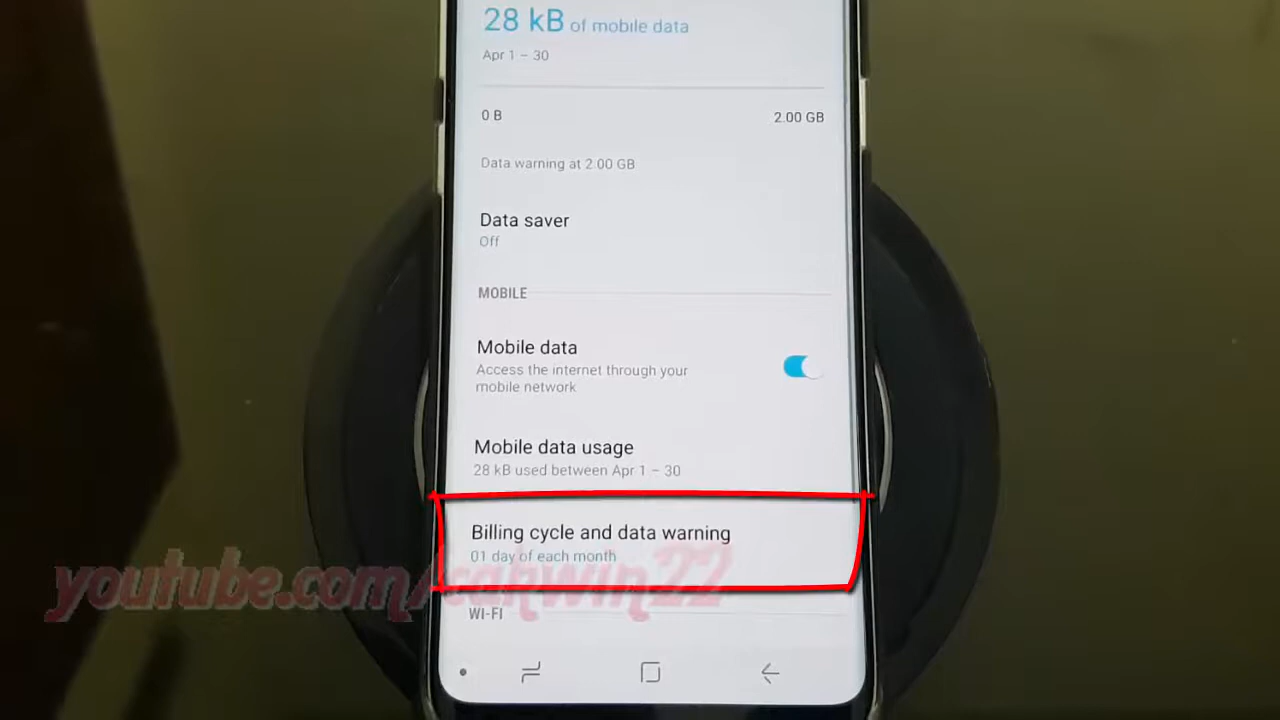 28 kB of mobile data
Apr 1 – 30
0 B 2.00 GB
Data warning at 2.00 GB
Data saver
Off
MOBILE
Mobile data
Access the internet through your
mobile network
Mobile data usage
28 kB used between Apr 1 – 30
Billing cycle and data warning
01 day of each month
youtube.com/cahwin22
WI-FI